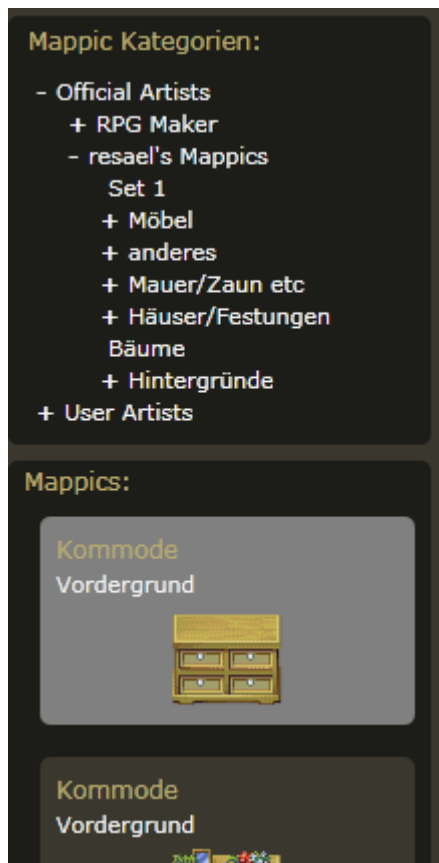 Mappic Kategorien:
- Official Artists
+ RPG Maker
- resael's Mappics
Set 1
+ Möbel
+ anderes
+ Mauer/Zaun etc
+ Häuser/Festungen
Bäume
+ Hintergründe
+ User Artists
Mappics:
Kommode
Vordergrund
Kommode
Vordergrund